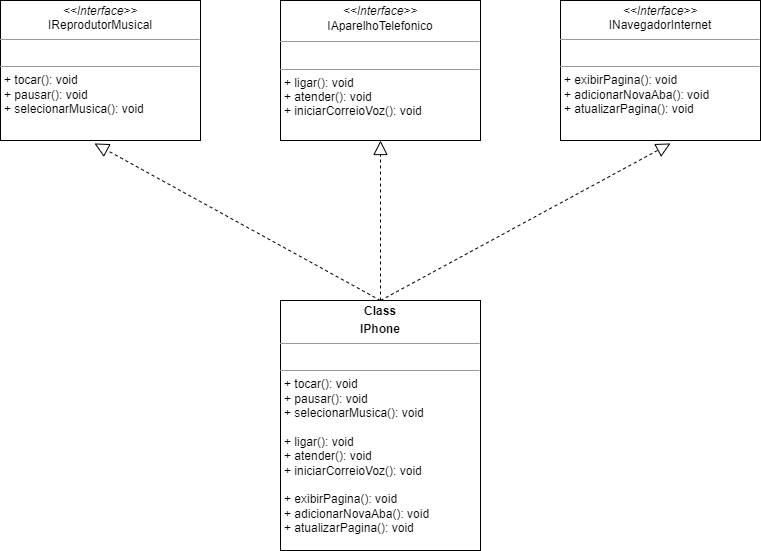 <<Interface>>
IReprodutorMusical
+ tocar(): void
+ pausar(): void
+ selecionarMusica(): void
<<Interface>>
IAparelhoTelefonico
+ ligar(): void
+ atender(): void
+ iniciarCorreioVoz(): void
<<Interface>>
INavegadorInternet
+ exibirPagina(): void
+ adicionarNovaAba(): void
+ atualizarPagina(): void
Class
IPhone
+ tocar(): void
+ pausar(): void
+ selecionarMusica(): void
+ ligar(): void
+ atender(): void
+ iniciarCorreioVoz(): void
+ exibirPagina(): void
+ adicionarNovaAba(): void
+ atualizarPagina(): void